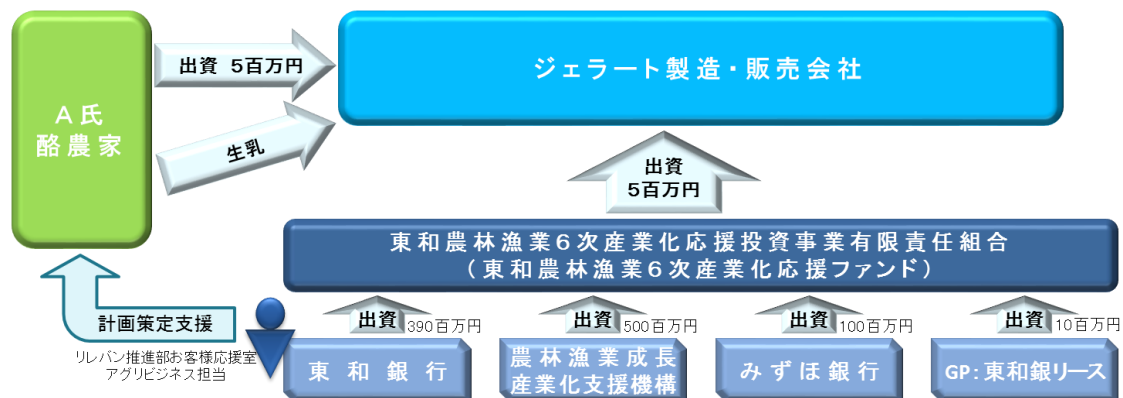 A氏
酪農家
出資 5百万円
生乳
ジェラート製造・販売会社
出資
5百万円
東和農林漁業6次産業化応援投資事業有限責任組合
（東和農林漁業6次産業化応援ファンド）
計画策定支援
リレバン推進部お客様応援室
アグリビジネス担当
出資 390百万円
出資 500百万円
出資 100百万円
出資 10百万円
東和銀行
農林漁業成長
産業化支援機構
みずほ銀行
GP：東和銀リース